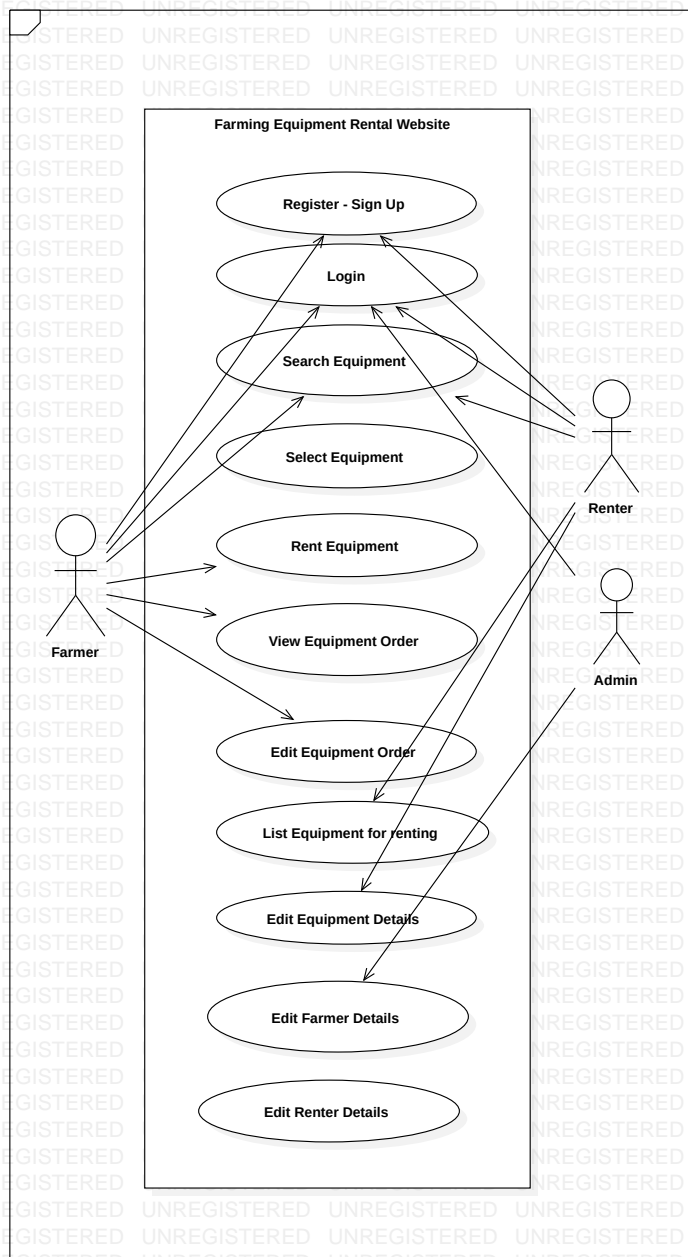 Farming Equipment Rental Website
Register - Sign Up
Login
Search Equipment
Select Equipment
Renter
Rent Equipment
View Equipment Order
Farmer
Admin
Edit Equipment Order
List Equipment for renting
Edit Equipment Details
Edit Farmer Details
Edit Renter Details
UNREGISTERED